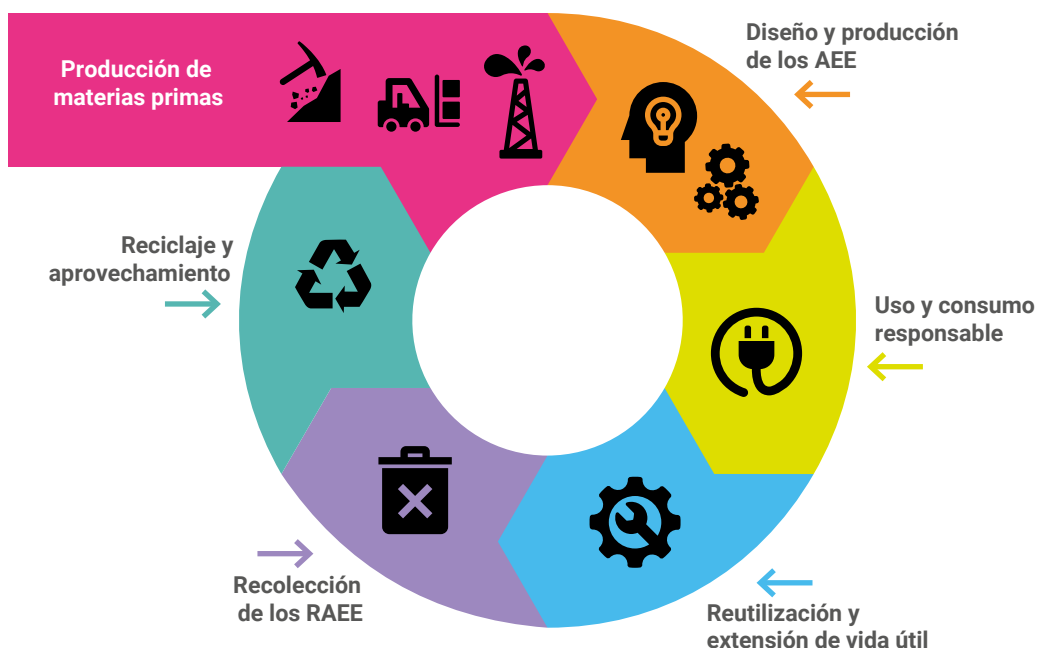 Producción de
materias primas
Diseño y producción
de los AEE
Uso y consumo
responsable
Reutilización y
extensión de vida útil
Recolección
de los RAEE
Reciclaje y
aprovechamiento